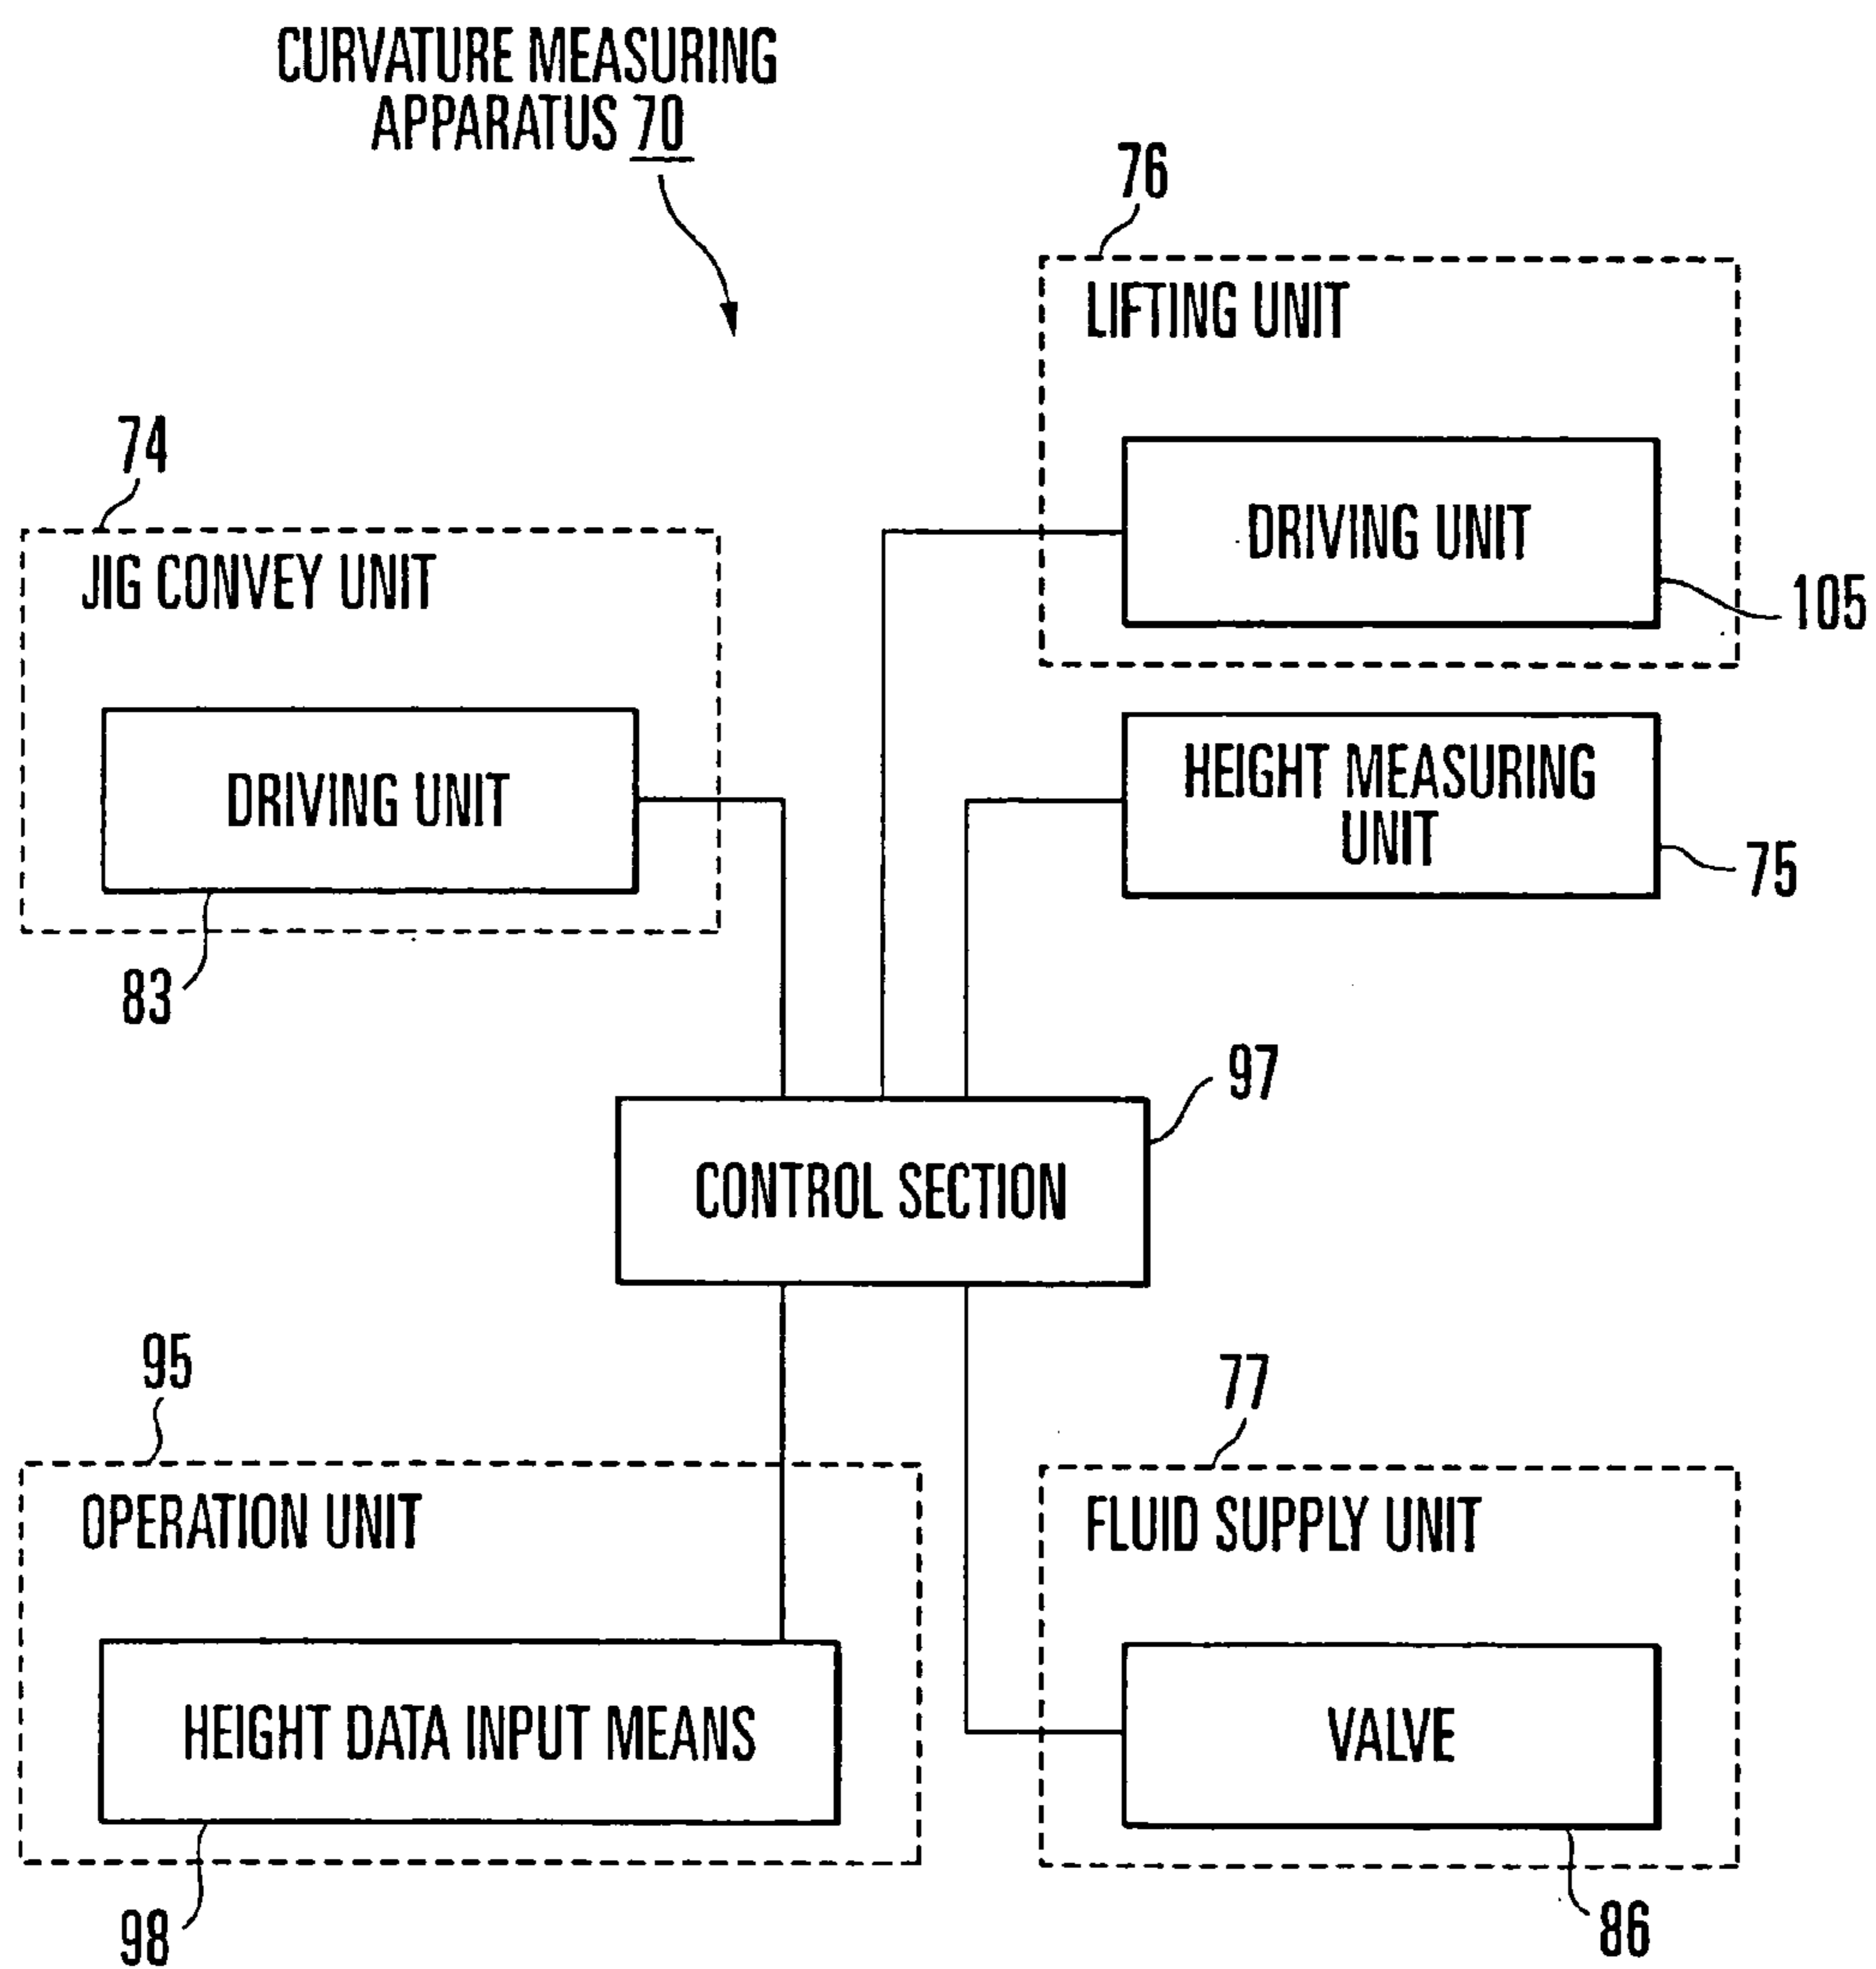 CURVATURE MEASURING
APPARATUS 70
76
LIFTING UNIT
DRIVING UNIT
105
74
JIG CONVEY UNIT
DRIVING UNIT
83
HEIGHT MEASURING
UNIT
75
97
CONTROL SECTION
95
OPERATION UNIT
HEIGHT DATA INPUT MEANS
98
77
FLUID SUPPLY UNIT
VALVE
86